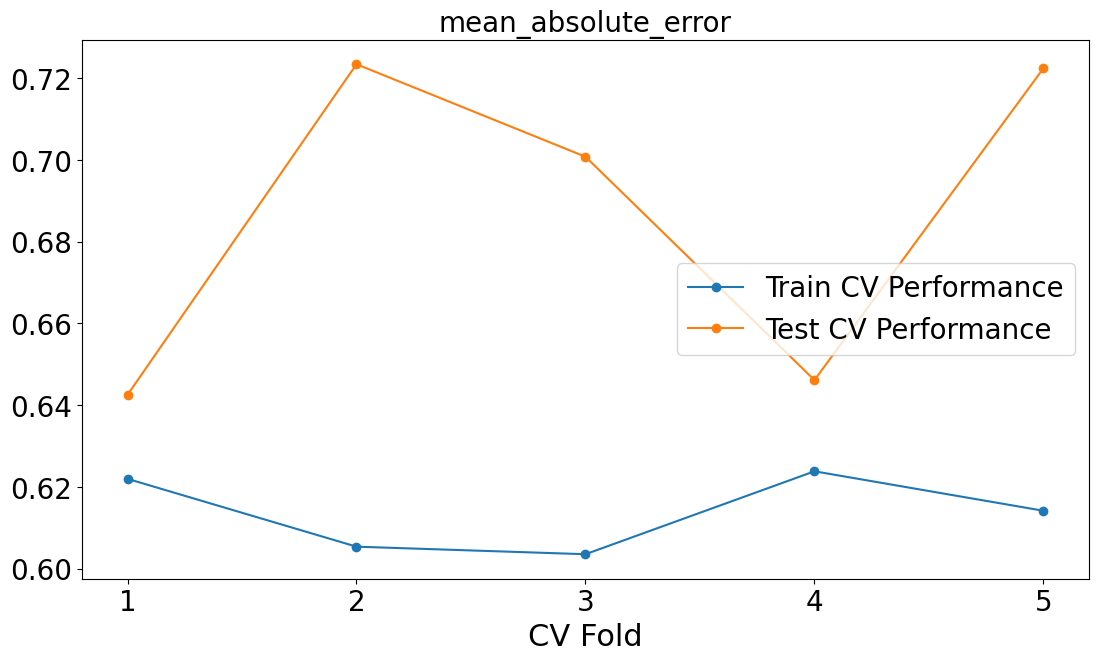 mean_absolute_error
0.72
0.70
0.68
0.66
0.64
0.62
0.60
Train CV Performance
Test CV Performance
1 2 3 4 5
CV Fold